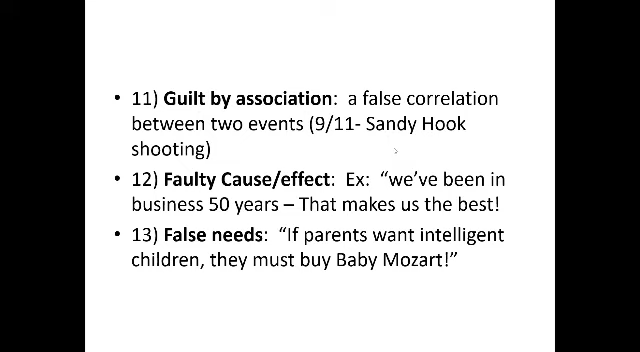 • 11) Guilt by association:  a false correlation
between two events (9/11- Sandy Hook
shooting)
• 12) Faulty Cause/effect:  Ex:  “we’ve been in
business 50 years – That makes us the best!
• 13) False needs:  “If parents want intelligent
children, they must buy Baby Mozart!”